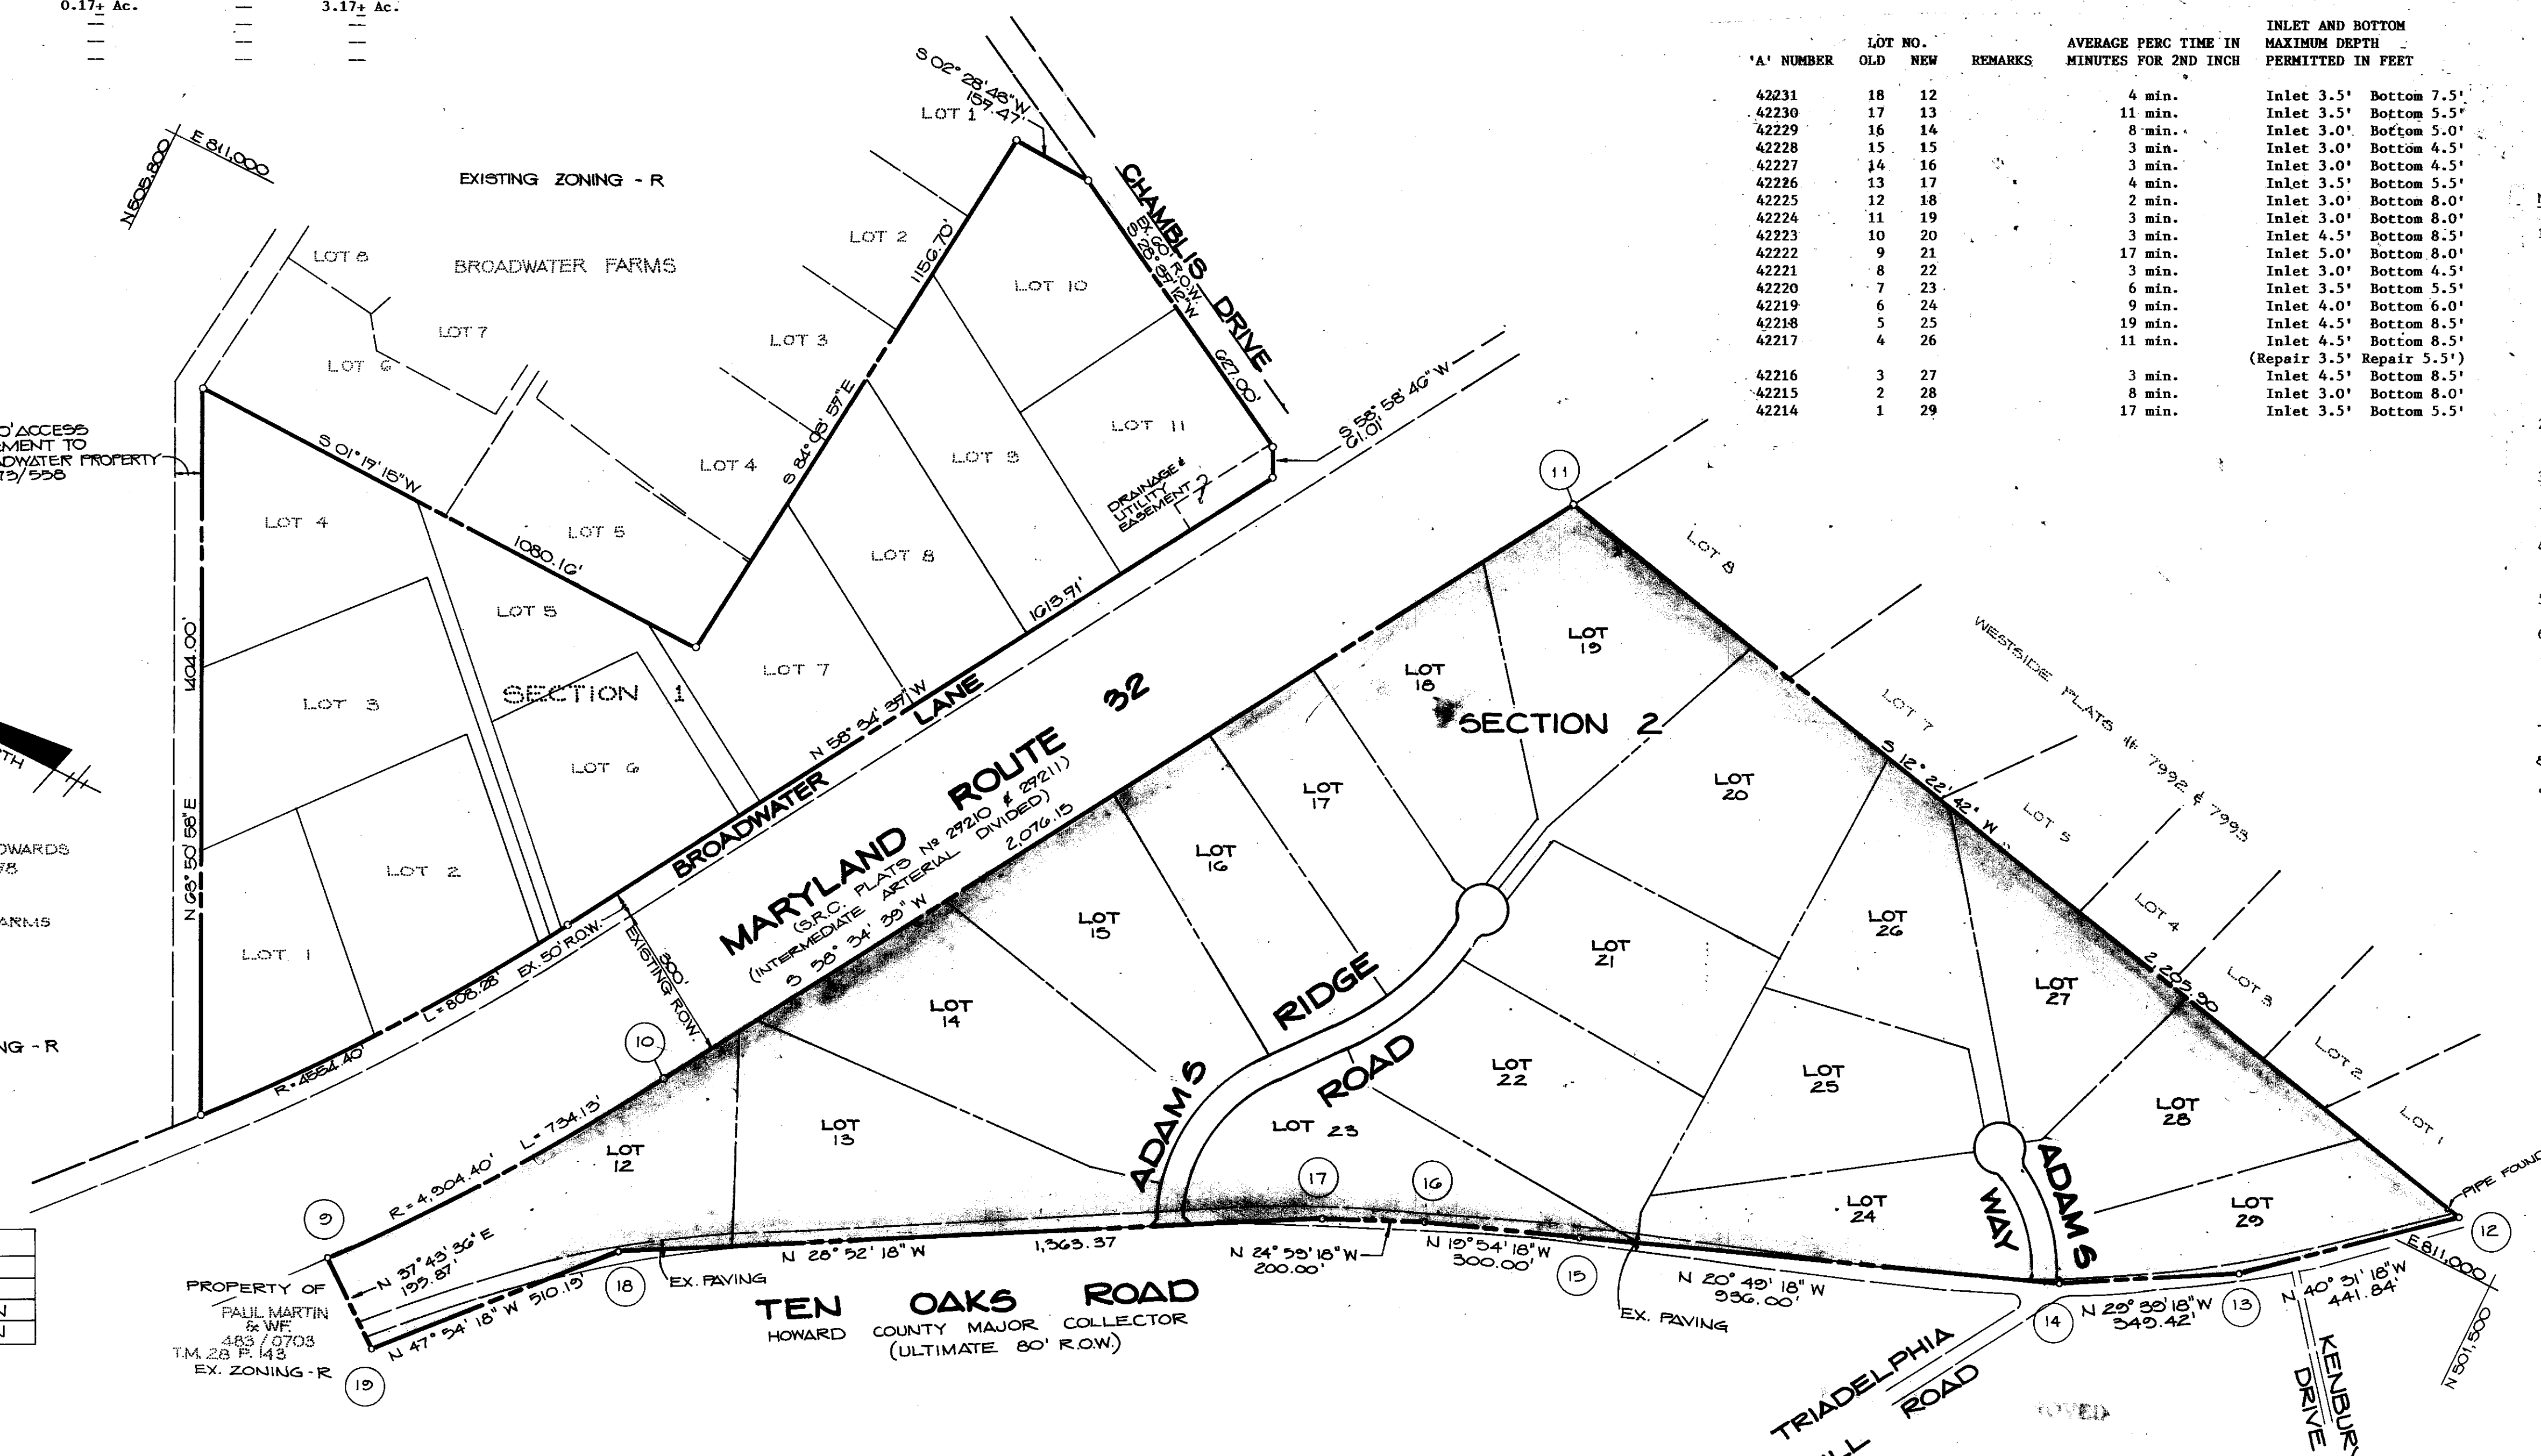 0.17± Ac. — 3.17± Ac.
— — —
— — —
— — —
INLET AND BOTTOM
LOT NO. AVERAGE PERC TIME IN MAXIMUM DEPTH
'A' NUMBER OLD NEW REMARKS MINUTES FOR 2ND INCH PERMITTED IN FEET
42231 18 12 4 min. Inlet 3.5' Bottom 7.5'
42230 17 13 11 min. Inlet 3.5' Bottom 5.5'
42229 16 14 8 min. Inlet 3.0' Bottom 5.0'
42228 15 15 3 min. Inlet 3.0' Bottom 4.5'
42227 14 16 3 min. Inlet 3.0' Bottom 4.5'
42226 13 17 4 min. Inlet 3.5' Bottom 5.5'
42225 12 18 2 min. Inlet 3.0' Bottom 8.0'
42224 11 19 3 min. Inlet 3.0' Bottom 8.0'
42223 10 20 3 min. Inlet 4.5' Bottom 8.5'
42222 9 21 17 min. Inlet 5.0' Bottom 8.0'
42221 8 22 3 min. Inlet 3.0' Bottom 4.5'
42220 7 23 6 min. Inlet 3.5' Bottom 5.5'
42219 6 24 9 min. Inlet 4.0' Bottom 6.0'
42218 5 25 19 min. Inlet 4.5' Bottom 8.5'
42217 4 26 11 min. Inlet 4.5' Bottom 8.5'
(Repair 3.5' Repair 5.5')
42216 3 27 3 min. Inlet 4.5' Bottom 8.5'
42215 2 28 8 min. Inlet 3.0' Bottom 8.0'
42214 1 29 17 min. Inlet 3.5' Bottom 5.5'
S 02° 28' 48" W
157.47'
LOT 1
N 505,800
E 811,000
EXISTING ZONING - R
BROADWATER FARMS
LOT 8
LOT 7
LOT 6
LOT 2
LOT 3
LOT 4
LOT 5
1156.70'
S 84° 03' 57" E
CHAMBLIS DRIVE
EX. 60' R.O.W.
627.00'
S 58° 58' 46" W
61.01'
LOT 10
LOT 11
LOT 9
LOT 8
LOT 7
DRAINAGE &
UTILITY
EASEMENT
ACCESS
MENT TO
ADWATER PROPERTY
73/558
S 01° 19' 15" W
1080.16'
LOT 4
LOT 5
LOT 3
SECTION 1
LOT 6
LOT 2
LOT 1
1404.00'
N 68° 50' 58" E
1613.91'
N 58° 34' 39" W
BROADWATER LANE
L = 808.28'
R = 4554.40'
EX. 50' R.O.W.
300'
EXISTING R.O.W.
MARYLAND ROUTE 32
(S.R.C. PLATS Nº 29210 & 29211)
(INTERMEDIATE ARTERIAL DIVIDED)
S 58° 34' 39" W 2,076.15
OWARDS
78
ARMS
NG - R
TH
11
LOT 8
WESTSIDE PLATS # 7992 & 7993
LOT 7
LOT 5
LOT 4
LOT 3
LOT 2
LOT 1
S 12° 22' 42" W
2,205.90
SECTION 2
LOT 19
LOT 18
LOT 17
LOT 16
LOT 15
LOT 14
LOT 13
LOT 12
LOT 20
LOT 21
LOT 22
LOT 23
LOT 24
LOT 25
LOT 26
LOT 27
LOT 28
LOT 29
ADAMS RIDGE ROAD
ADAMS WAY
PIPE FOUND
10
L = 734.13'
R = 4,904.40'
9
N 37° 43' 36" E
195.87'
PROPERTY OF
PAUL MARTIN
& WF.
483 / 0703
T.M. 28 P. 143
EX. ZONING - R
19
N 47° 54' 18" W 510.19'
18
EX. PAVING
N 28° 52' 18" W 1,363.37
TEN OAKS ROAD
HOWARD COUNTY MAJOR COLLECTOR
(ULTIMATE 80' R.O.W.)
17
N 24° 59' 18" W
200.00'
16
N 19° 54' 18" W
300.00'
15
EX. PAVING
N 20° 49' 18" W
936.00'
14
N 29° 39' 18" W
349.42'
13
N 40° 31' 18" W
441.84'
12
E 811,000
N 501,500
TRIADELPHIA
ROAD
KENBURY
DRIVE